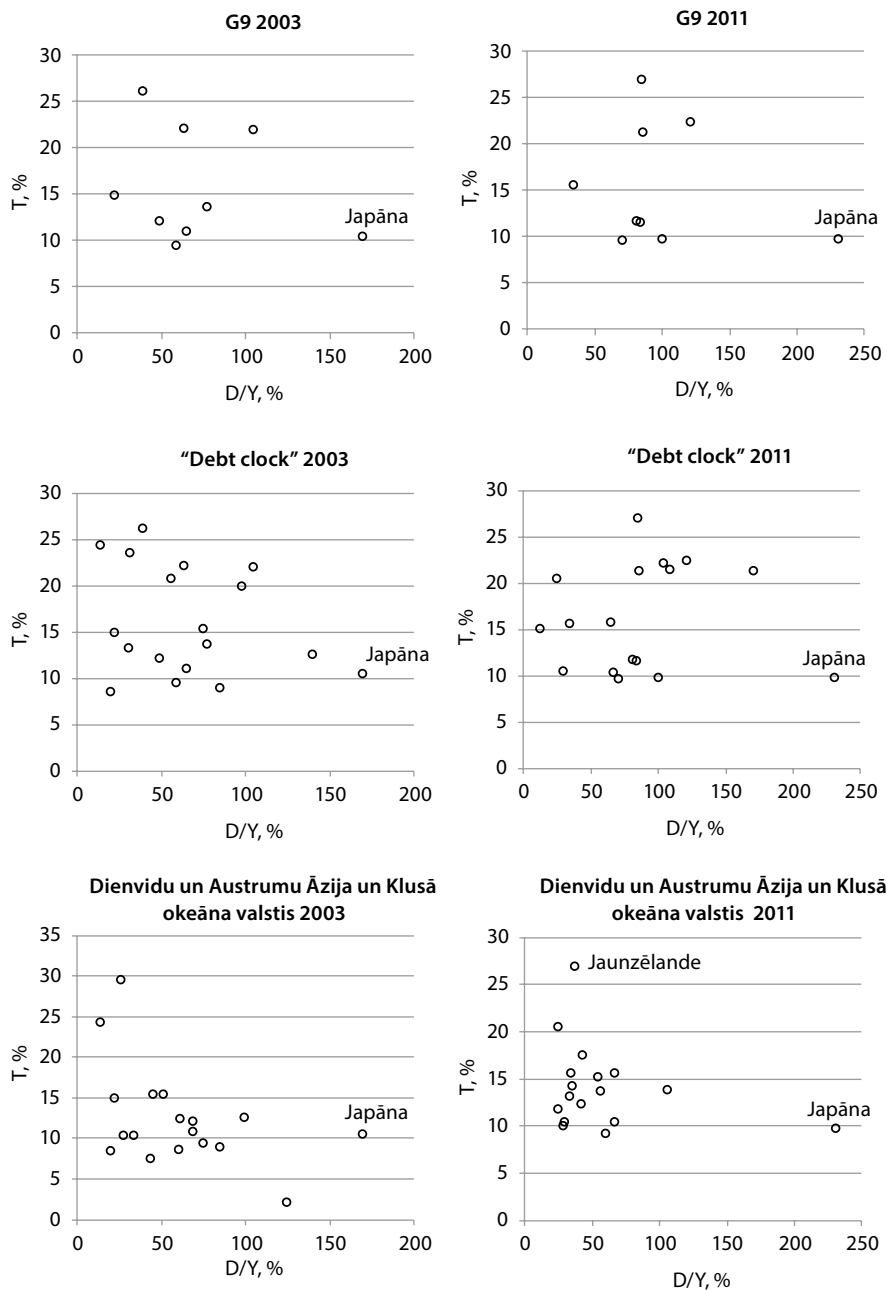 G9 2003
30
25
20
15
10
5
0
T, %
Japāna
0 50 100 150 200
D/Y, %
G9 2011
30
25
20
15
10
5
0
T, %
Japāna
0 50 100 150 200 250
D/Y, %
“Debt clock” 2003
30
25
20
15
10
5
0
T, %
Japāna
0 50 100 150 200
D/Y, %
“Debt clock” 2011
30
25
20
15
10
5
0
T, %
Japāna
0 50 100 150 200 250
D/Y, %
Dienvidu un Austrumu Āzija un Klusā
okeāna valstis 2003
35
30
25
20
15
10
5
0
T, %
Japāna
0 50 100 150 200
D/Y, %
Dienvidu un Austrumu Āzija un Klusā
okeāna valstis 2011
30
25
20
15
10
5
0
T, %
Jaunzēlande
Japāna
0 50 100 150 200 250
D/Y, %